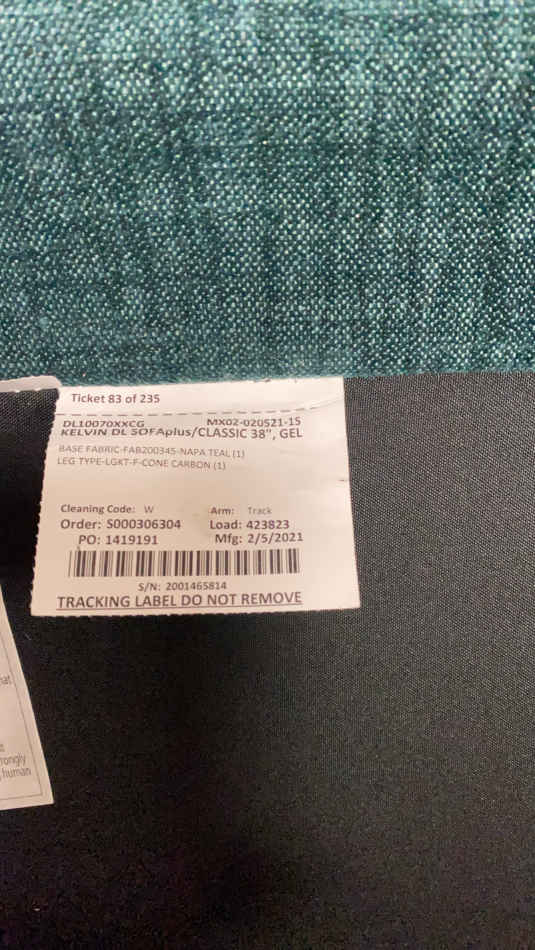 Ticket 83 of 235
DL10070XXCG MX02-020521-15
KELVIN DL SOFAplus/CLASSIC 38", GEL
BASE FABRIC-FAB200345-NAPA TEAL (1)
LEG TYPE-LGKT-F-CONE CARBON (1)
Cleaning Code: W Arm: Track
Order: S000306304 Load: 423823
PO: 1419191 Mfg: 2/5/2021
S/N: 2001465814
TRACKING LABEL DO NOT REMOVE
human